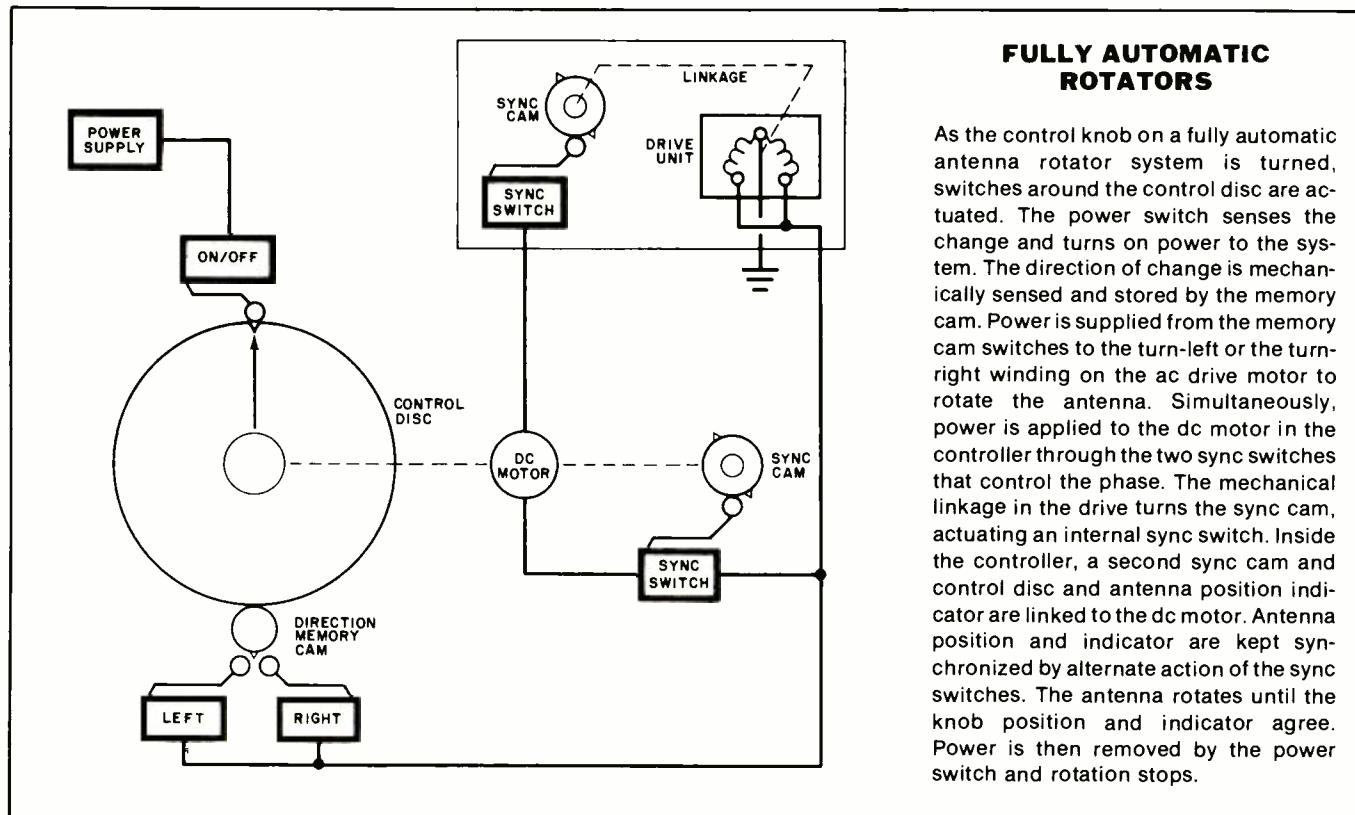 POWER
SUPPLY
ON/OFF
CONTROL
DISC
DIRECTION
MEMORY
CAM
LEFT
RIGHT
SYNC
CAM
LINKAGE
SYNC
SWITCH
DRIVE
UNIT
DC
MOTOR
SYNC
CAM
SYNC
SWITCH
FULLY AUTOMATIC
ROTATORS
As the control knob on a fully automatic
antenna rotator system is turned,
switches around the control disc are ac-
tuated. The power switch senses the
change and turns on power to the sys-
tem. The direction of change is mechan-
ically sensed and stored by the memory
cam. Power is supplied from the memory
cam switches to the turn-left or the turn-
right winding on the ac drive motor to
rotate the antenna. Simultaneously,
power is applied to the dc motor in the
controller through the two sync switches
that control the phase. The mechanical
linkage in the drive turns the sync cam,
actuating an internal sync switch. Inside
the controller, a second sync cam and
control disc and antenna position indi-
cator are linked to the dc motor. Antenna
position and indicator are kept syn-
chronized by alternate action of the sync
switches. The antenna rotates until the
knob position and indicator agree.
Power is then removed by the power
switch and rotation stops.